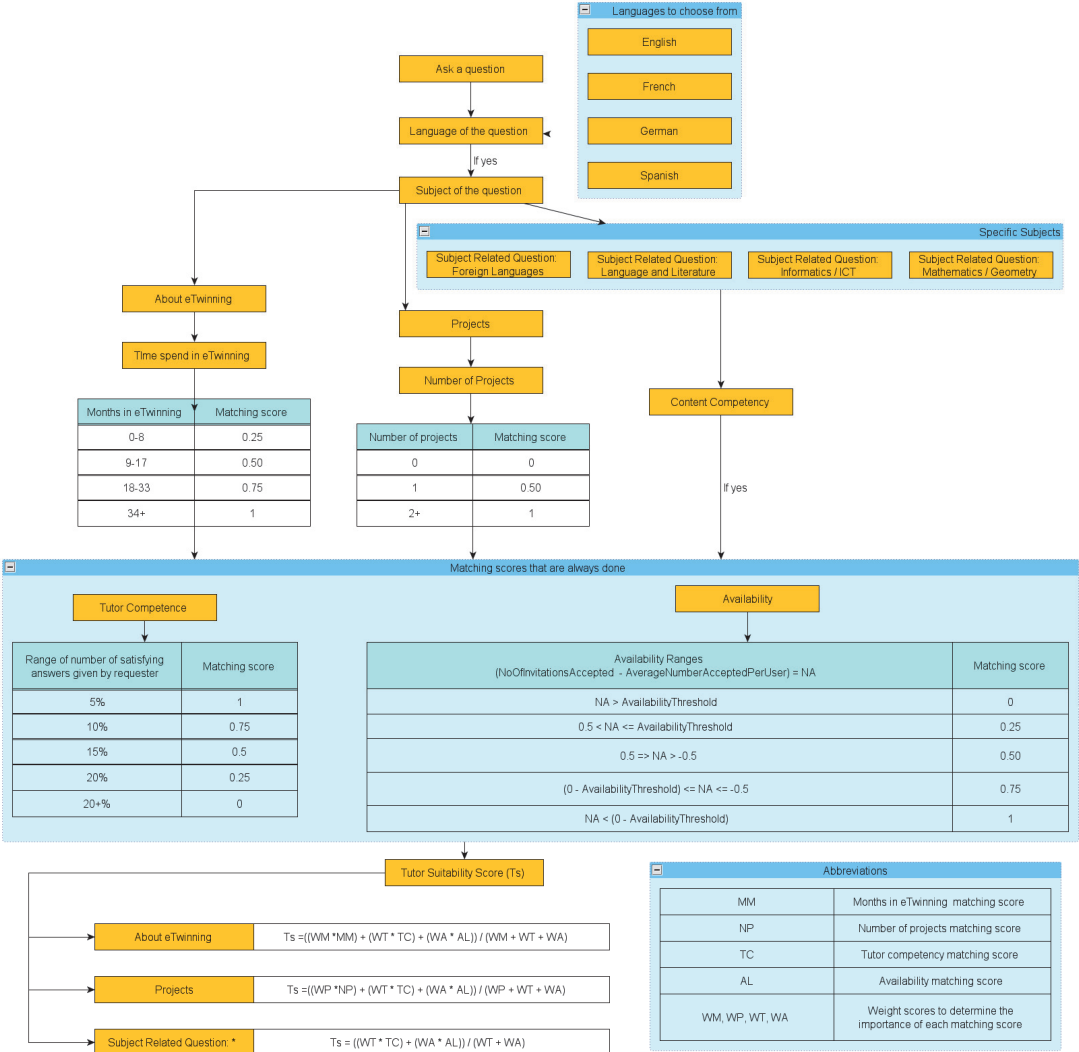 Languages to choose from
English
French
German
Spanish
Ask a question
Language of the question
If yes
Subject of the question
Specific Subjects
Subject Related Question:
Foreign Languages
Subject Related Question:
Language and Literature
Subject Related Question:
Informatics / ICT
Subject Related Question:
Mathematics / Geometry
About eTwinning
TIme spend in eTwinning
Months in eTwinning Matching score
0-8 0.25
9-17 0.50
18-33 0.75
34+ 1
Projects
Number of Projects
Number of projects Matching score
0 0
1 0.50
2+ 1
Content Competency
If yes
Matching scores that are always done
Tutor Competence
Range of number of satisfying
answers given by requester
Matching score
5% 1
10% 0.75
15% 0.5
20% 0.25
20+% 0
Availability
Availability Ranges
(NoOfInvitationsAccepted - AverageNumberAcceptedPerUser) = NA
Matching score
NA > AvailabilityThreshold 0
0.5 < NA <= AvailabilityThreshold 0.25
0.5 => NA > -0.5 0.50
(0 - AvailabilityThreshold) <= NA <= -0.5 0.75
NA < (0 - AvailabilityThreshold) 1
Tutor Suitability Score (Ts)
About eTwinning Ts =((WM *MM) + (WT * TC) + (WA * AL)) / (WM + WT + WA)
Projects Ts =((WP *NP) + (WT * TC) + (WA * AL)) / (WP + WT + WA)
Subject Related Question: * Ts = ((WT * TC) + (WA * AL)) / (WT + WA)
Abbreviations
MM Months in eTwinning matching score
NP Number of projects matching score
TC Tutor competency matching score
AL Availability matching score
WM, WP, WT, WA
Weight scores to determine the
importance of each matching score